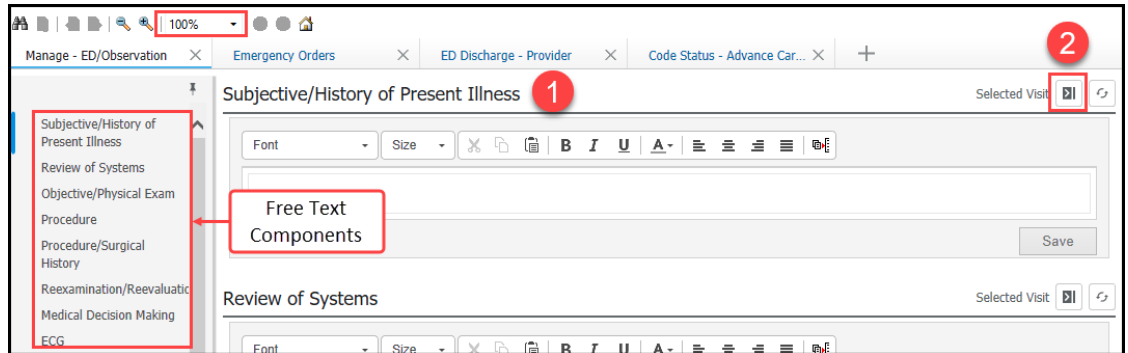 100%
Manage - ED/Observation
Emergency Orders
ED Discharge - Provider
Code Status - Advance Car...
2
Subjective/History of Present Illness
1
Selected Visit
Subjective/History of
Present Illness
Review of Systems
Objective/Physical Exam
Procedure
Procedure/Surgical
History
Reexamination/Reevaluatic
Medical Decision Making
ECG
Font
Size
B I U A
Free Text
Components
Save
Review of Systems
Selected Visit
Font
Size
B I U A